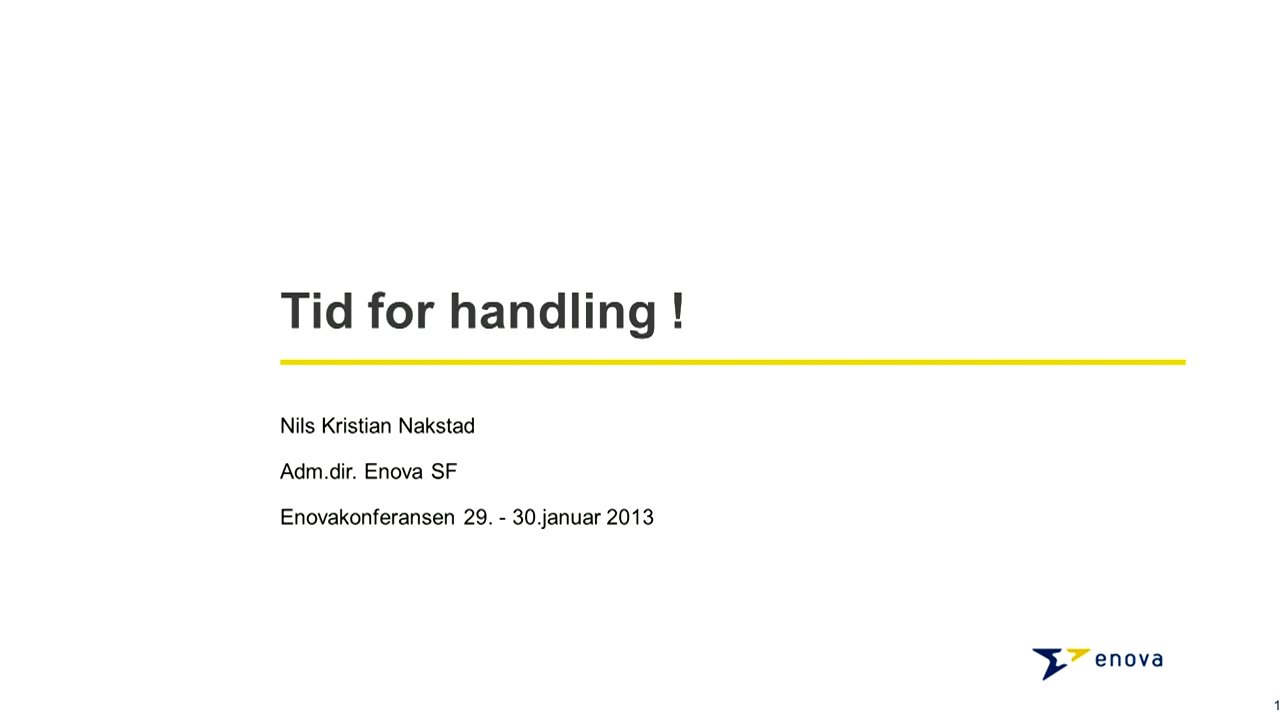 Tid for handling !
Nils Kristian Nakstad
Adm.dir. Enova SF
Enovakonferansen 29. - 30.januar 2013
enova
1